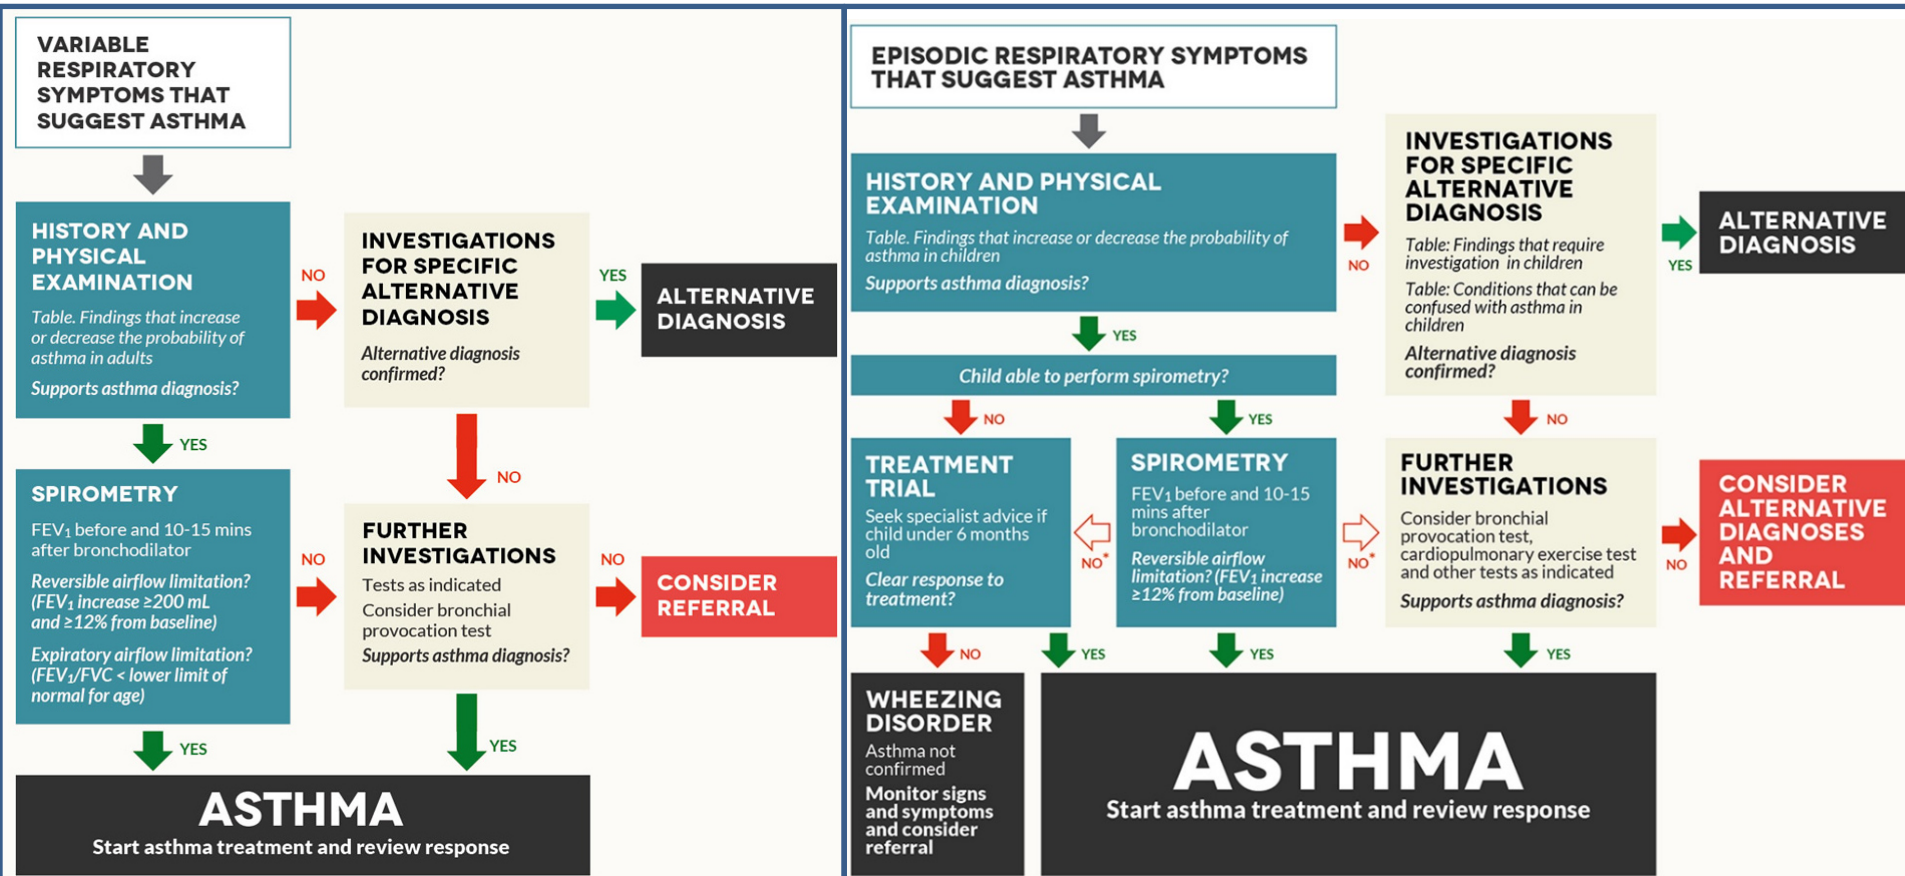 VARIABLE
RESPIRATORY
SYMPTOMS THAT
SUGGEST ASTHMA
HISTORY AND
PHYSICAL
EXAMINATION
Table. Findings that increase
or decrease the probability of
asthma in adults
Supports asthma diagnosis?
NO
INVESTIGATIONS
FOR SPECIFIC
ALTERNATIVE
DIAGNOSIS
Alternative diagnosis
confirmed?
YES
ALTERNATIVE
DIAGNOSIS
YES
NO
SPIROMETRY
FEV₁ before and 10-15 mins
after bronchodilator
Reversible airflow limitation?
(FEV₁ increase ≥200 mL
and ≥12% from baseline)
Expiratory airflow limitation?
(FEV₁/FVC < lower limit of
normal for age)
NO
FURTHER
INVESTIGATIONS
Tests as indicated
Consider bronchial
provocation test
Supports asthma diagnosis?
NO
CONSIDER
REFERRAL
YES
YES
ASTHMA
Start asthma treatment and review response
EPISODIC RESPIRATORY SYMPTOMS
THAT SUGGEST ASTHMA
HISTORY AND PHYSICAL
EXAMINATION
Table. Findings that increase or decrease the probability of
asthma in children
Supports asthma diagnosis?
NO
INVESTIGATIONS
FOR SPECIFIC
ALTERNATIVE
DIAGNOSIS
Table: Findings that require
investigation in children
Table: Conditions that can be
confused with asthma in
children
Alternative diagnosis
confirmed?
YES
ALTERNATIVE
DIAGNOSIS
YES
Child able to perform spirometry?
NO
YES
NO
TREATMENT
TRIAL
Seek specialist advice if
child under 6 months
old
Clear response to
treatment?
NO*
SPIROMETRY
FEV₁ before and 10-15
mins after
bronchodilator
Reversible airflow
limitation? (FEV₁ increase
≥12% from baseline)
NO*
FURTHER
INVESTIGATIONS
Consider bronchial
provocation test,
cardiopulmonary exercise test
and other tests as indicated
Supports asthma diagnosis?
NO
CONSIDER
ALTERNATIVE
DIAGNOSES
AND
REFERRAL
NO
YES
YES
YES
WHEEZING
DISORDER
Asthma not
confirmed
Monitor signs
and symptoms
and consider
referral
ASTHMA
Start asthma treatment and review response